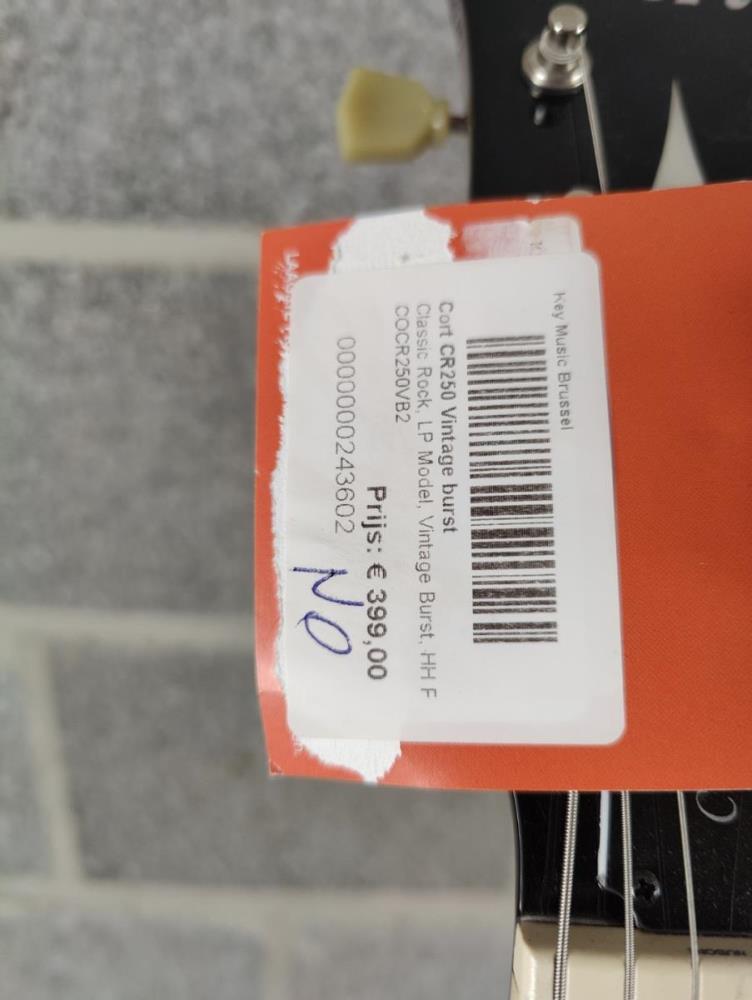 Key Music Brussel
Cort CR250 Vintage burst
Classic Rock, LP Model, Vintage Burst, HH F
COCR250VB2
Prijs: € 399,00
0000000243602
NO